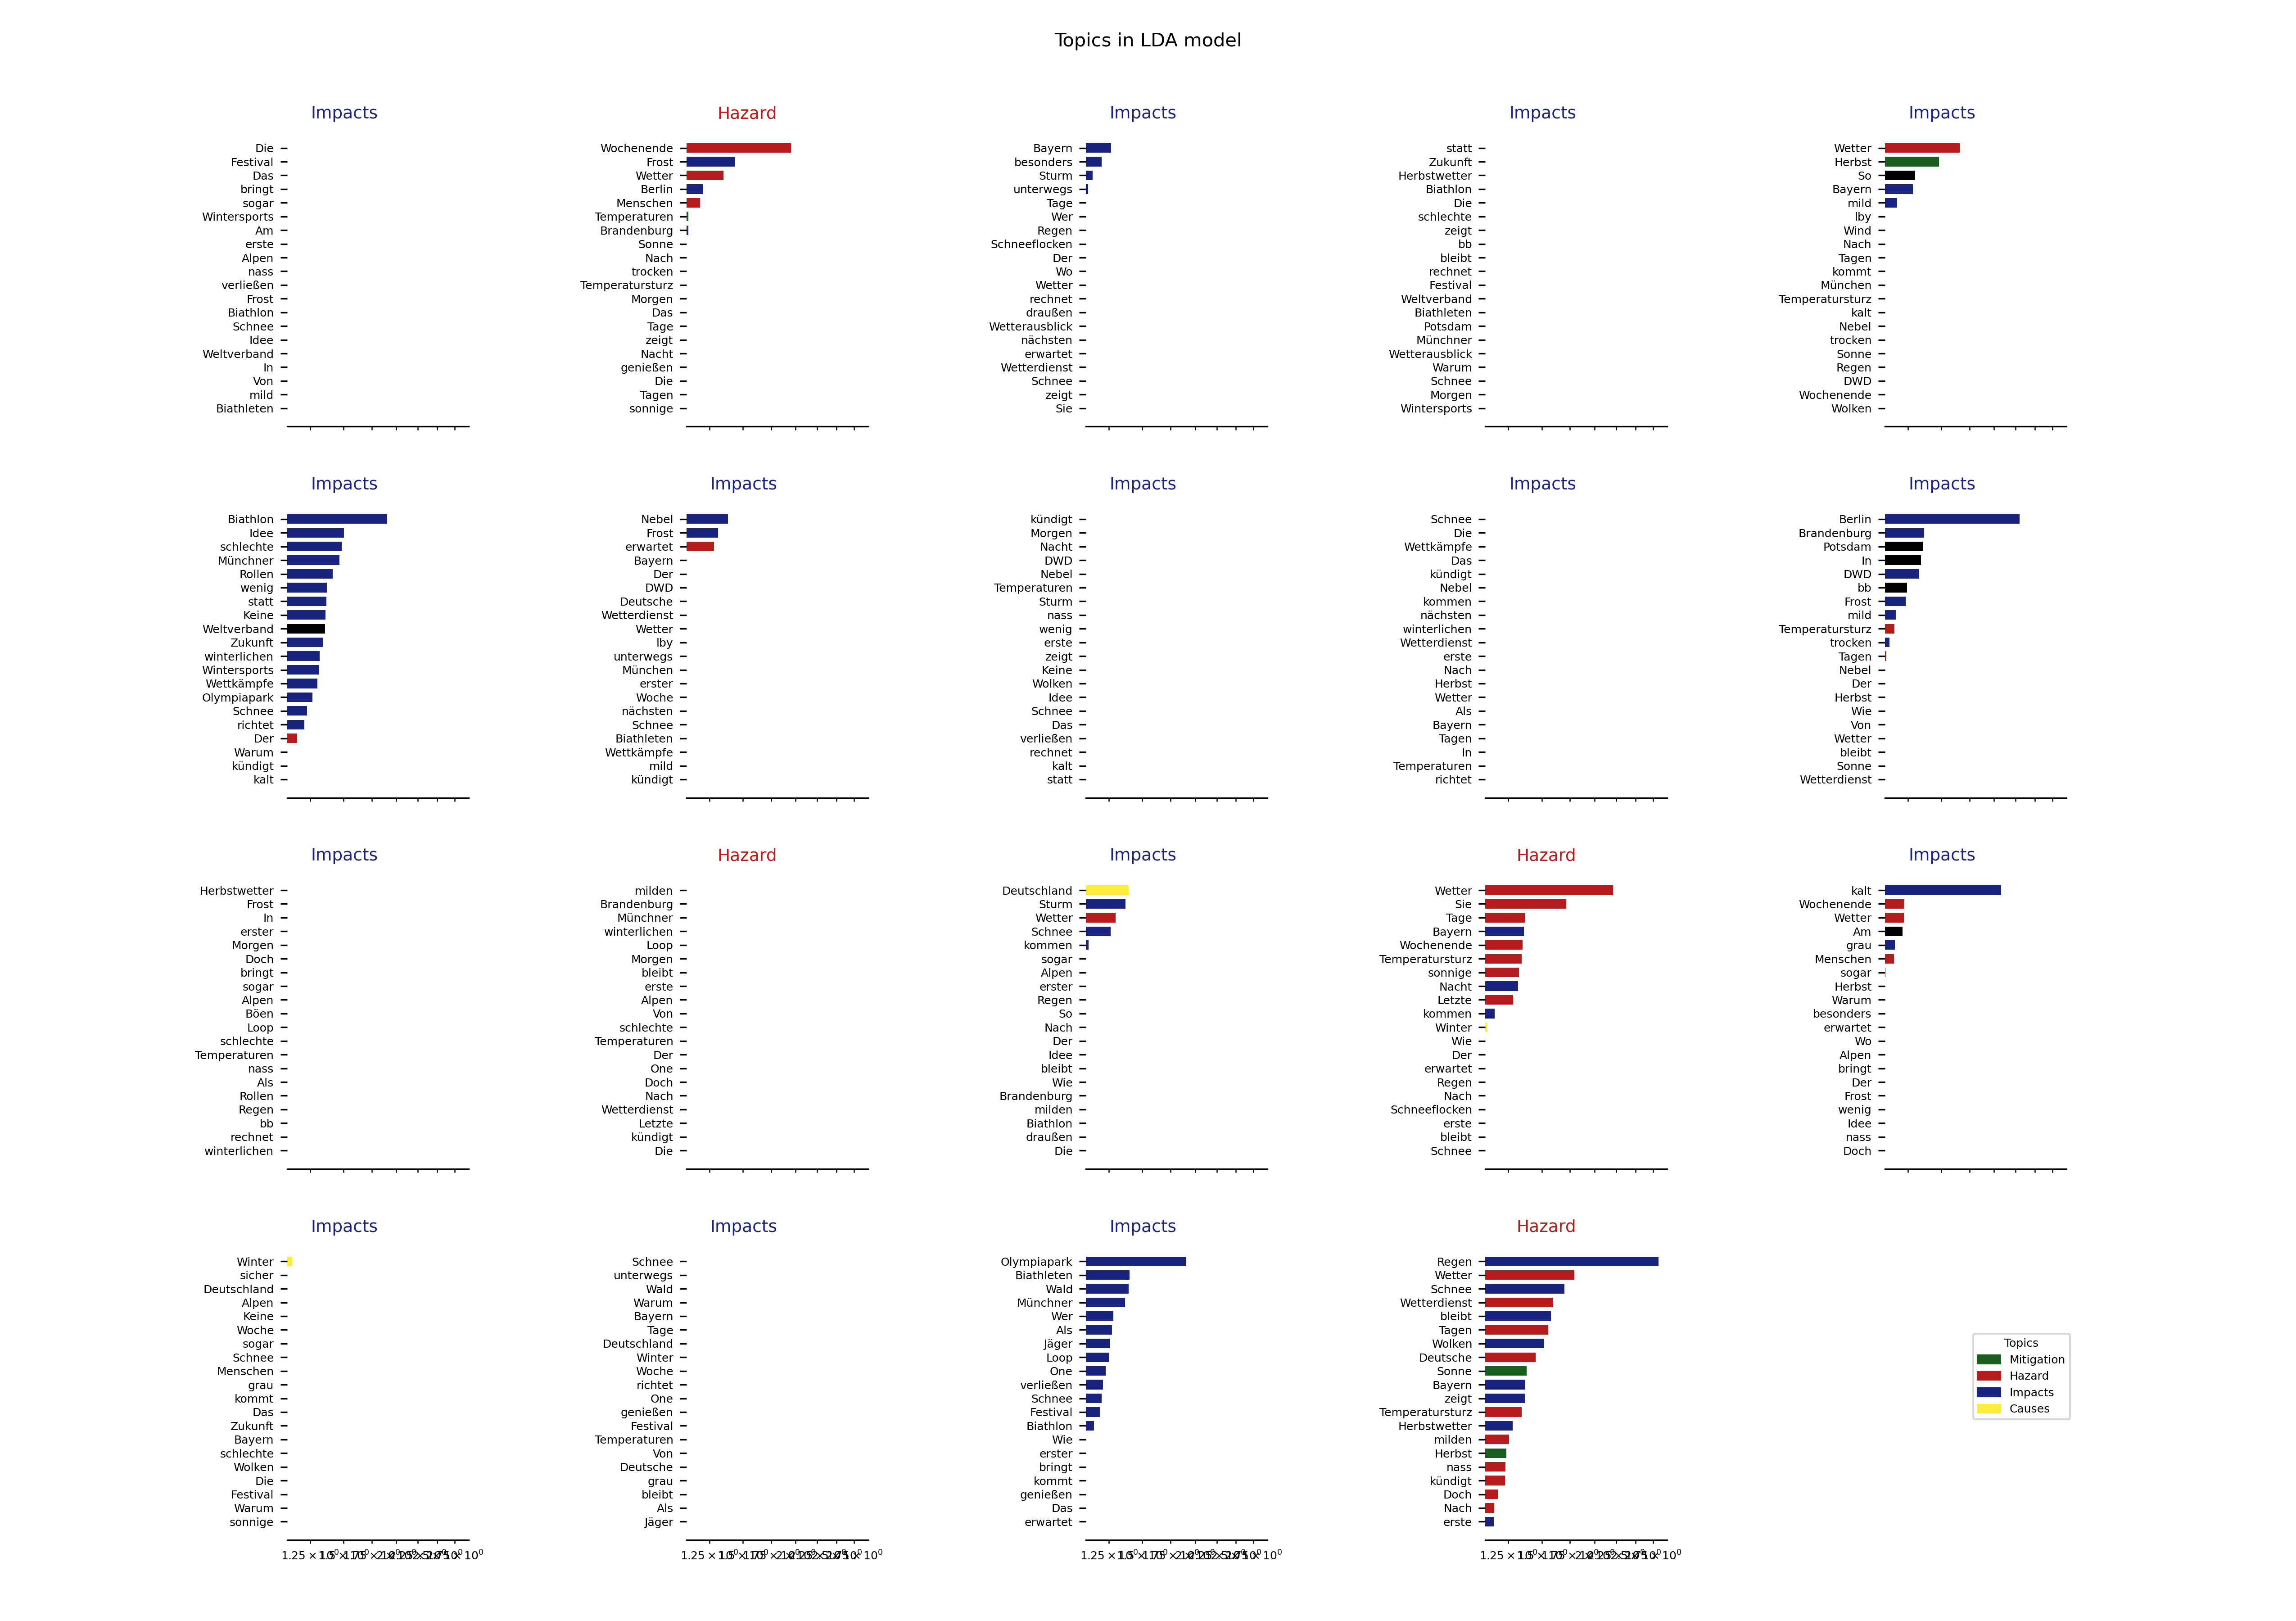 Topics in LDA model
Impacts
Die
Festival
Das
bringt
sogar
Wintersports
Am
erste
Alpen
nass
verließen
Frost
Biathlon
Schnee
Idee
Weltverband
In
Von
mild
Biathleten
Hazard
Wochenende
Frost
Wetter
Berlin
Menschen
Temperaturen
Brandenburg
Sonne
Nach
trocken
Temperatursturz
Morgen
Das
Tage
zeigt
Nacht
genießen
Die
Tagen
sonnige
Impacts
Bayern
besonders
Sturm
unterwegs
Tage
Wer
Regen
Schneeflocken
Der
Wo
Wetter
rechnet
draußen
Wetterausblick
nächsten
erwartet
Wetterdienst
Schnee
zeigt
Sie
Impacts
statt
Zukunft
Herbstwetter
Biathlon
Die
schlechte
zeigt
bb
bleibt
rechnet
Festival
Weltverband
Biathleten
Potsdam
Münchner
Wetterausblick
Warum
Schnee
Morgen
Wintersports
Impacts
Wetter
Herbst
So
Bayern
mild
lby
Wind
Nach
Tagen
kommt
München
Temperatursturz
kalt
Nebel
trocken
Sonne
Regen
DWD
Wochenende
Wolken
Impacts
Biathlon
Idee
schlechte
Münchner
Rollen
wenig
statt
Keine
Weltverband
Zukunft
winterlichen
Wintersports
Wettkämpfe
Olympiapark
Schnee
richtet
Der
Warum
kündigt
kalt
Impacts
Nebel
Frost
erwartet
Bayern
Der
DWD
Deutsche
Wetterdienst
Wetter
lby
unterwegs
München
erster
Woche
nächsten
Schnee
Biathleten
Wettkämpfe
mild
kündigt
Impacts
kündigt
Morgen
Nacht
DWD
Nebel
Temperaturen
Sturm
nass
wenig
erste
zeigt
Keine
Wolken
Idee
Schnee
Das
verließen
rechnet
kalt
statt
Impacts
Schnee
Die
Wettkämpfe
Das
kündigt
Nebel
kommen
nächsten
winterlichen
Wetterdienst
erste
Nach
Herbst
Wetter
Als
Bayern
Tagen
In
Temperaturen
richtet
Impacts
Berlin
Brandenburg
Potsdam
In
DWD
bb
Frost
mild
Temperatursturz
trocken
Tagen
Nebel
Der
Herbst
Wie
Von
Wetter
bleibt
Sonne
Wetterdienst
Impacts
Herbstwetter
Frost
In
erster
Morgen
Doch
bringt
sogar
Alpen
Böen
Loop
schlechte
Temperaturen
nass
Als
Rollen
Regen
bb
rechnet
winterlichen
Hazard
milden
Brandenburg
Münchner
winterlichen
Loop
Morgen
bleibt
erste
Alpen
Von
schlechte
Temperaturen
Der
One
Doch
Nach
Wetterdienst
Letzte
kündigt
Die
Impacts
Deutschland
Sturm
Wetter
Schnee
kommen
sogar
Alpen
erster
Regen
So
Nach
Der
Idee
bleibt
Wie
Brandenburg
milden
Biathlon
draußen
Die
Hazard
Wetter
Sie
Tage
Bayern
Wochenende
Temperatursturz
sonnige
Nacht
Letzte
kommen
Winter
Wie
Der
erwartet
Regen
Nach
Schneeflocken
erste
bleibt
Schnee
Impacts
kalt
Wochenende
Wetter
Am
grau
Menschen
sogar
Herbst
Warum
besonders
erwartet
Wo
Alpen
bringt
Der
Frost
wenig
Idee
nass
Doch
Impacts
Winter
sicher
Deutschland
Alpen
Keine
Woche
sogar
Schnee
Menschen
grau
kommt
Das
Zukunft
Bayern
schlechte
Wolken
Die
Festival
Warum
sonnige
Impacts
Schnee
unterwegs
Wald
Warum
Bayern
Tage
Deutschland
Winter
Woche
richtet
One
genießen
Festival
Temperaturen
Von
Deutsche
grau
bleibt
Als
Jäger
Impacts
Olympiapark
Biathleten
Wald
Münchner
Wer
Als
Jäger
Loop
One
verließen
Schnee
Festival
Biathlon
Wie
erster
bringt
kommt
genießen
Das
erwartet
Hazard
Regen
Wetter
Schnee
Wetterdienst
bleibt
Tagen
Wolken
Deutsche
Sonne
Bayern
zeigt
Temperatursturz
Herbstwetter
milden
Herbst
nass
kündigt
Doch
Nach
erste
Topics
Mitigation
Hazard
Impacts
Causes